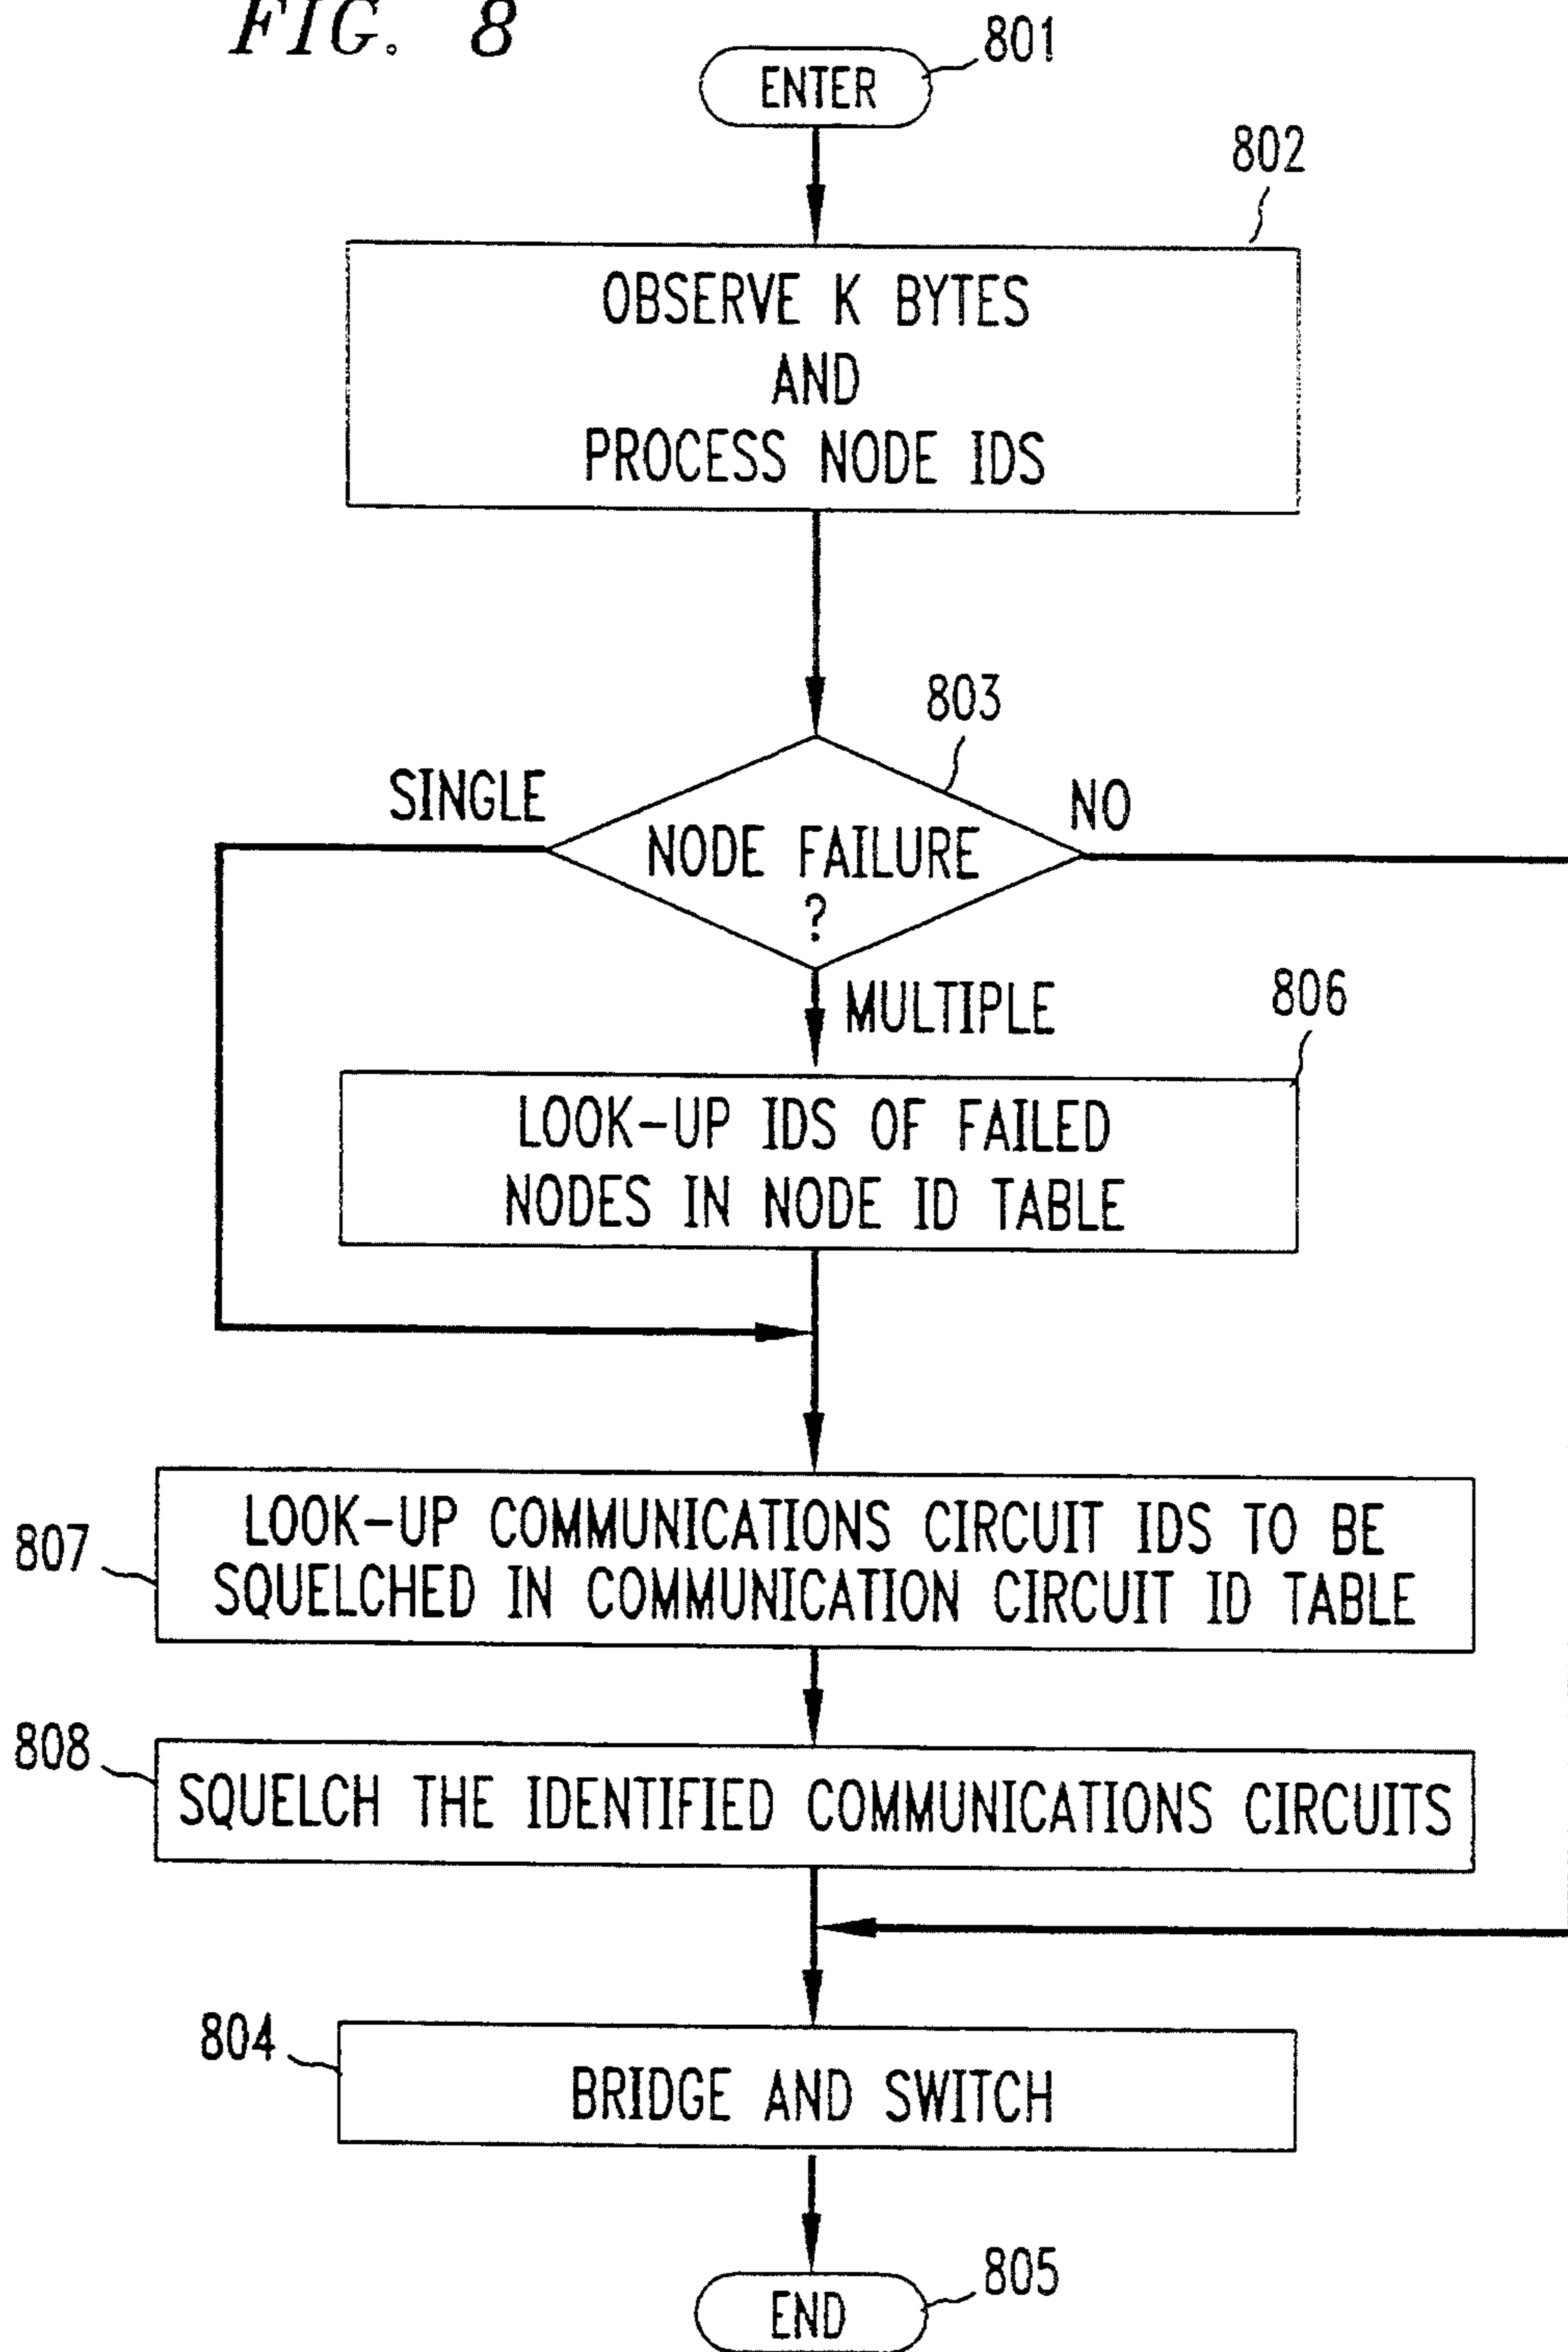 FIG. 8
801
ENTER
802
OBSERVE K BYTES
AND
PROCESS NODE IDS
803
SINGLE
NO
NODE FAILURE
?
MULTIPLE
806
LOOK-UP IDS OF FAILED
NODES IN NODE ID TABLE
807
LOOK-UP COMMUNICATIONS CIRCUIT IDS TO BE
SQUELCHED IN COMMUNICATION CIRCUIT ID TABLE
808
SQUELCH THE IDENTIFIED COMMUNICATIONS CIRCUITS
804
BRIDGE AND SWITCH
805
END